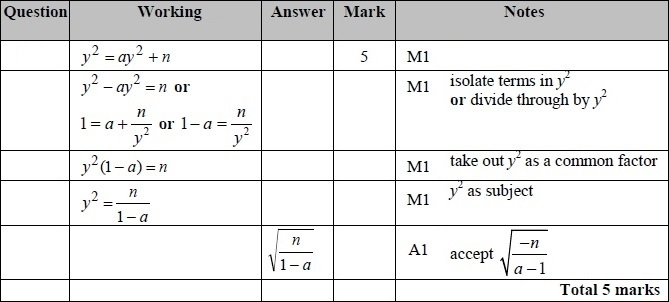 Question Working Answer Mark Notes
y² = ay² + n 5 M1
y² − ay² = n or M1 isolate terms in y²
or divide through by y²
1 = a + n/y² or 1 − a = n/y²
y²(1 − a) = n M1 take out y² as a common factor
y² = n/(1 − a) M1 y² as subject
√(n/(1 − a)) A1 accept √(−n/(a − 1))
Total 5 marks